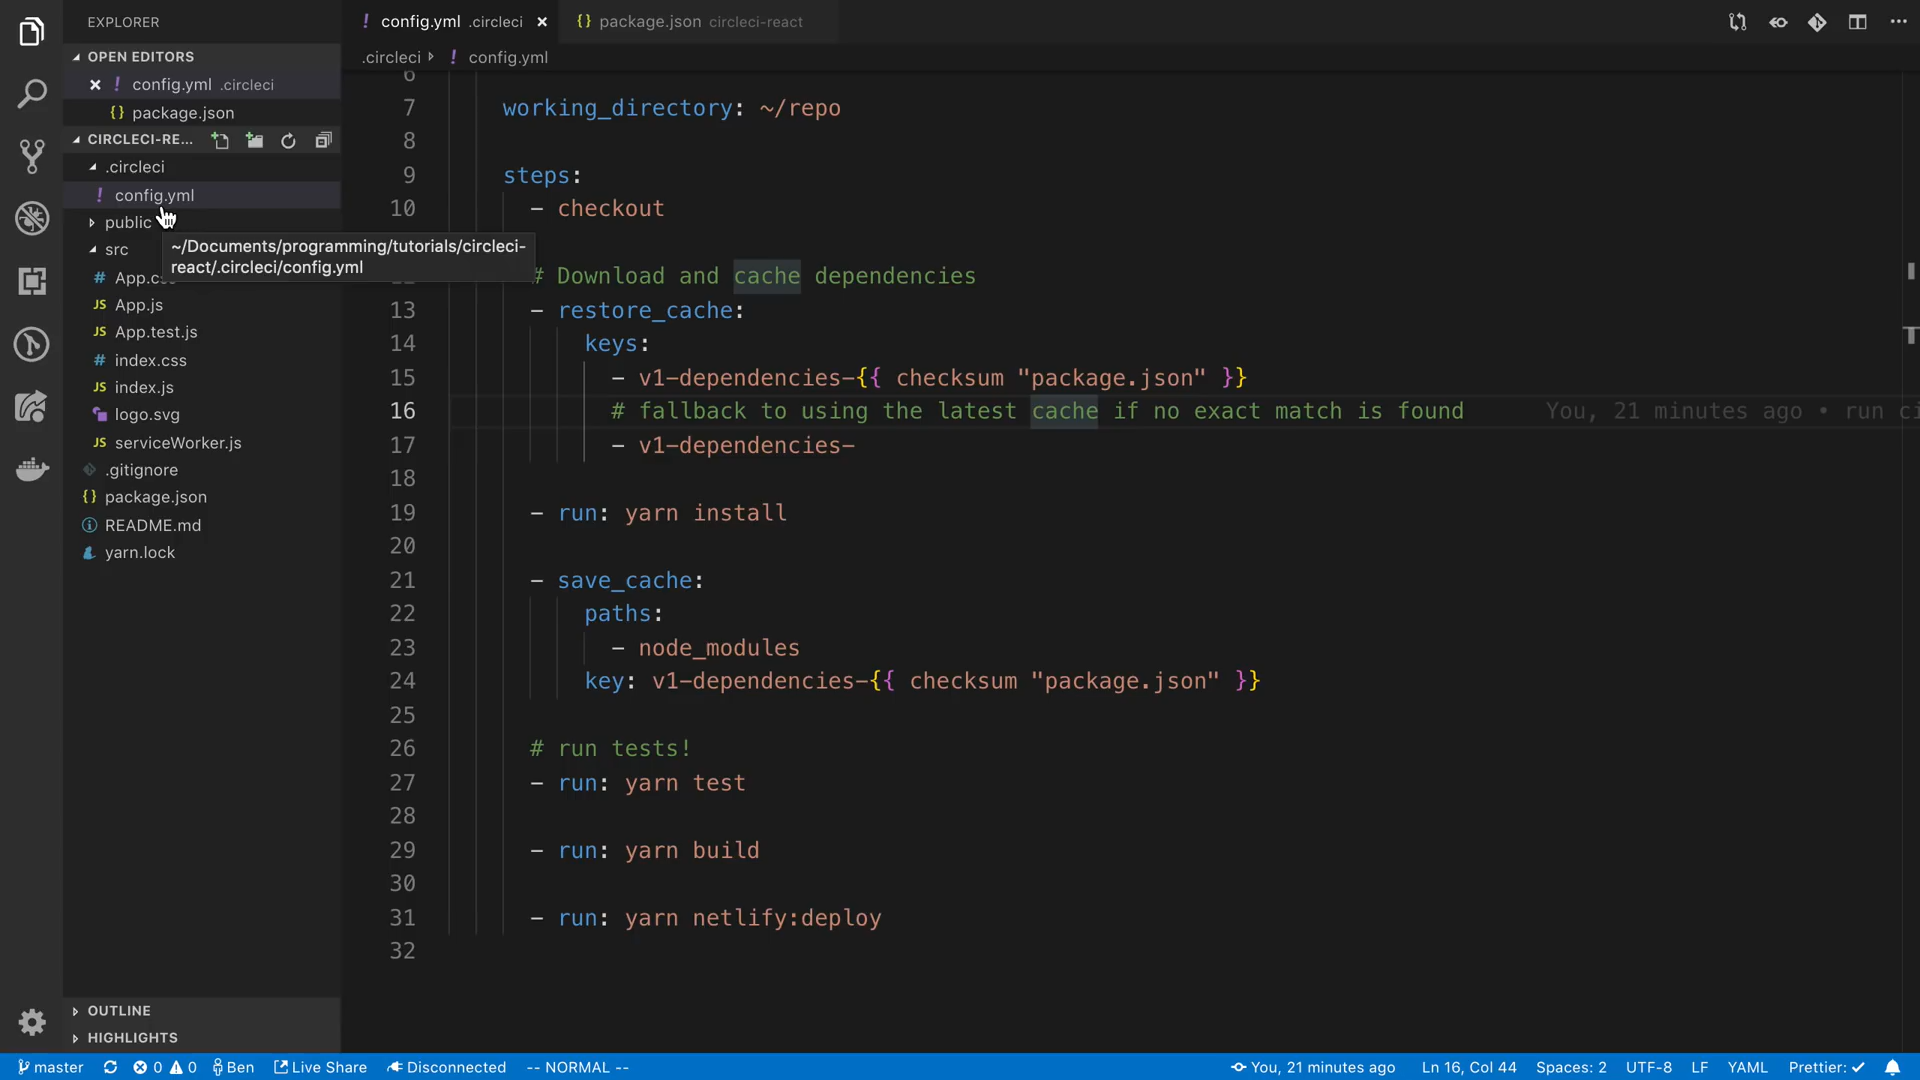 EXPLORER
OPEN EDITORS
config.yml .circleci
package.json
CIRCLECI-RE...
.circleci
config.yml
public
~/Documents/programming/tutorials/circleci-
react/.circleci/config.yml
src
App.css
App.js
App.test.js
index.css
index.js
logo.svg
serviceWorker.js
.gitignore
package.json
README.md
yarn.lock
OUTLINE
HIGHLIGHTS
config.yml .circleci
package.json circleci-react
.circleci config.yml
6
7 working_directory: ~/repo
8
9 steps:
10 - checkout
# Download and cache dependencies
13 - restore_cache:
14 keys:
15 - v1-dependencies-{{ checksum "package.json" }}
16 # fallback to using the latest cache if no exact match is found You, 21 minutes ago • run ci
17 - v1-dependencies-
18
19 - run: yarn install
20
21 - save_cache:
22 paths:
23 - node_modules
24 key: v1-dependencies-{{ checksum "package.json" }}
25
26 # run tests!
27 - run: yarn test
28
29 - run: yarn build
30
31 - run: yarn netlify:deploy
32
master 0 0 Ben Live Share Disconnected -- NORMAL -- You, 21 minutes ago Ln 16, Col 44 Spaces: 2 UTF-8 LF YAML Prettier: ✓